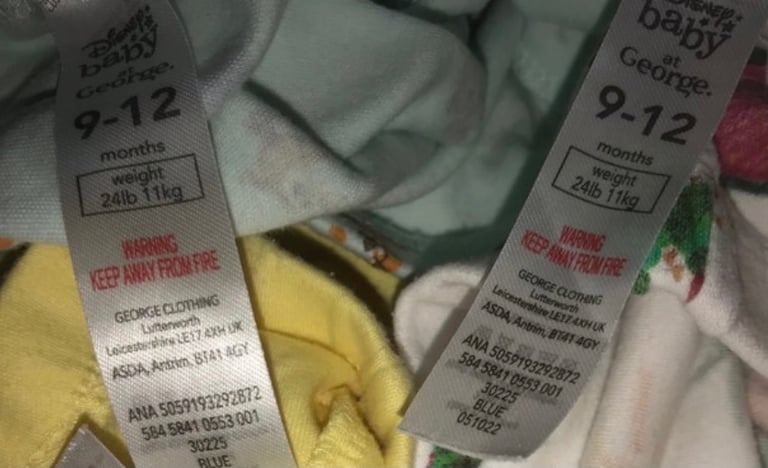 Disney
baby
at
George.
9-12
months
weight
24lb 11kg
WARNING
KEEP AWAY FROM FIRE
GEORGE CLOTHING
Lutterworth
Leicestershire LE17 4XH UK
ASDA, Antrim, BT41 4GY
ANA 5059193292872
584 5841 0553 001
30225
BLUE
DISNEY
baby
at
George.
9-12
months
weight
24lb 11kg
WARNING
KEEP AWAY FROM FIRE
GEORGE CLOTHING
Lutterworth
Leicestershire LE17 4XH UK
ASDA, Antrim, BT41 4GY
ANA 5059193292872
584 5841 0553 001
30225
BLUE
051022